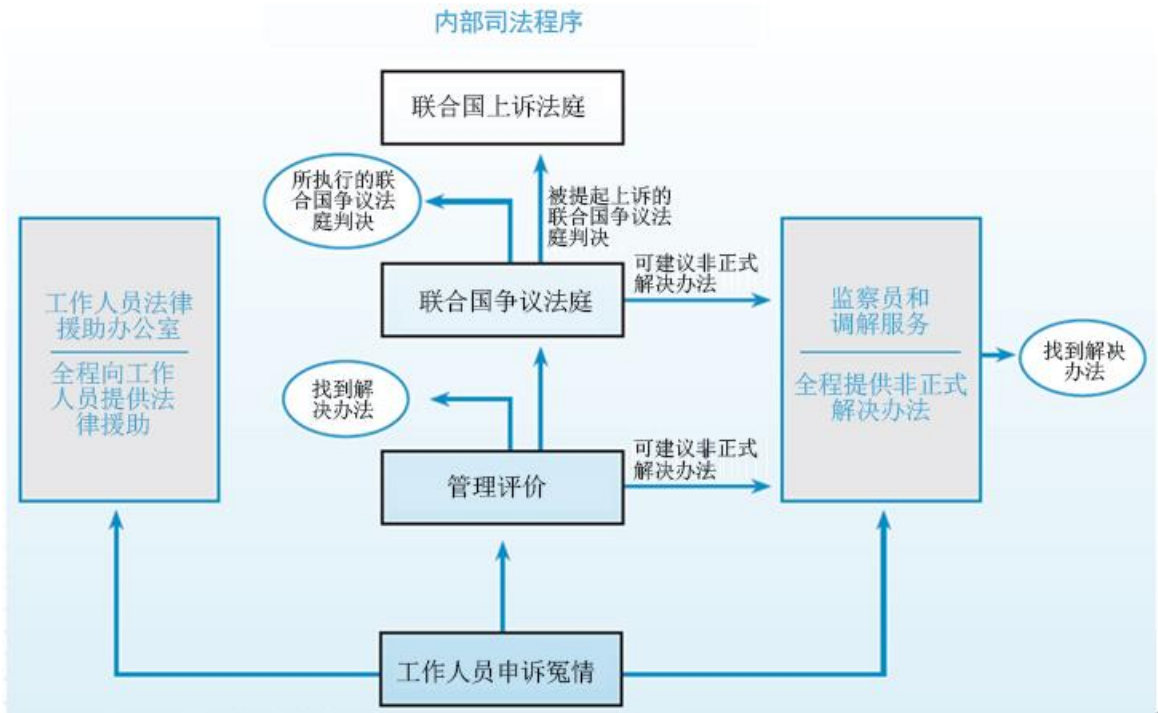 内部司法程序
联合国上诉法庭
所执行的联
合国争议法
庭判决
被提起上诉的
联合国争议法
庭判决
联合国争议法庭
可建议非正式
解决办法
工作人员法律
援助办公室
全程向工作
人员提供法
律援助
监察员和
调解服务
全程提供非正式
解决办法
找到解决
办法
找到解
决办法
管理评价
可建议非正式
解决办法
工作人员申诉冤情